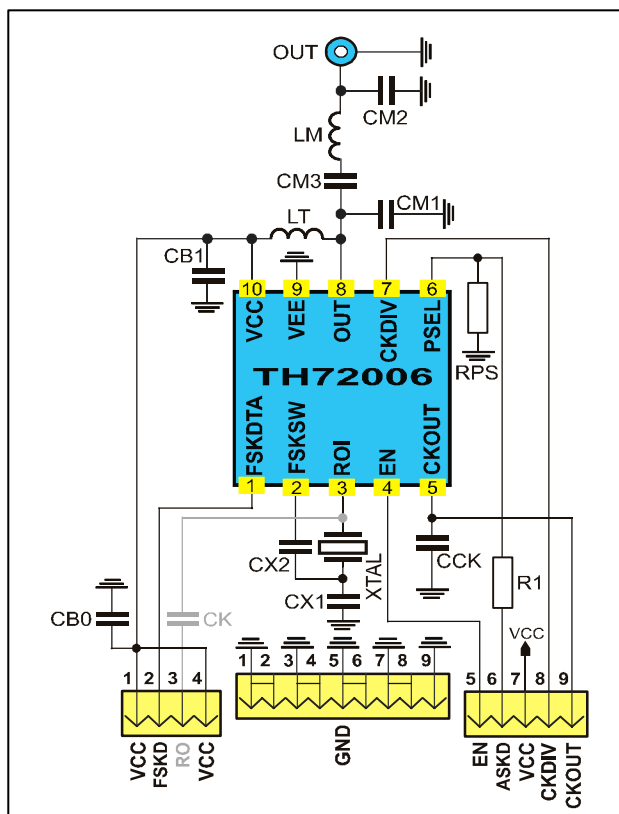 OUT
CM2
LM
CM3
CM1
LT
CB1
10 9 8 7 6
VCC VEE OUT CKDIV PSEL
RPS
TH72006
FSKDTA FSKSW ROI EN CKOUT
1 2 3 4 5
CX2
XTAL
CCK
R1
CX1
CB0
CK
VCC
1 2 3 4
1 2 3 4 5 6 7 8 9
5 6 7 8 9
VCC FSKD RO VCC
GND
EN ASKD VCC CKDIV CKOUT